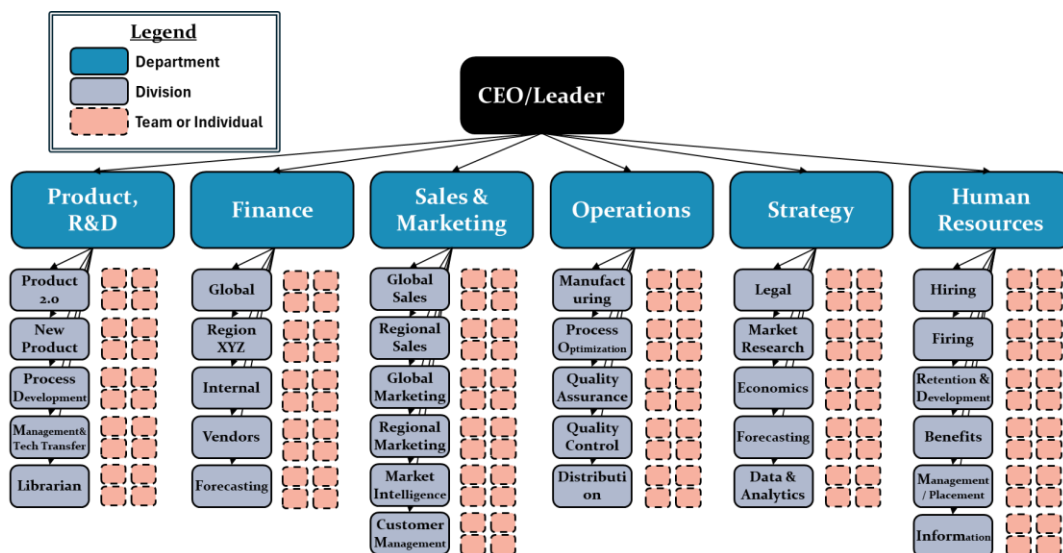 Legend
Department
Division
Team or Individual
CEO/Leader
Product,
R&D
Finance
Sales &
Marketing
Operations
Strategy
Human
Resources
Product
2.0
New
Product
Process
Development
Management&
Tech Transfer
Librarian
Global
Region
XYZ
Internal
Vendors
Forecasting
Global
Sales
Regional
Sales
Global
Marketing
Regional
Marketing
Market
Intelligence
Customer
Management
Manufact
uring
Process
Optimization
Quality
Assurance
Quality
Control
Distributi
on
Legal
Market
Research
Economics
Forecasting
Data &
Analytics
Hiring
Firing
Retention &
Development
Benefits
Management
/ Placement
Information